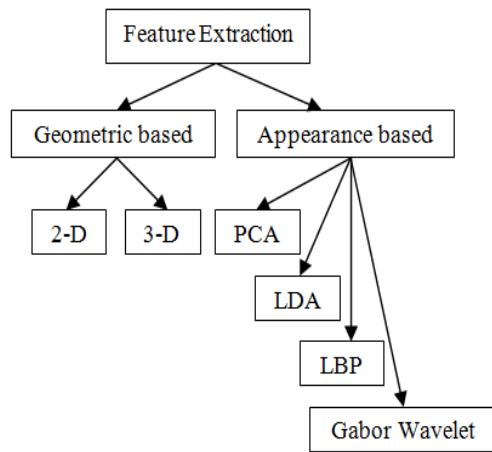 Feature Extraction
Geometric based
Appearance based
2-D
3-D
PCA
LDA
LBP
Gabor Wavelet